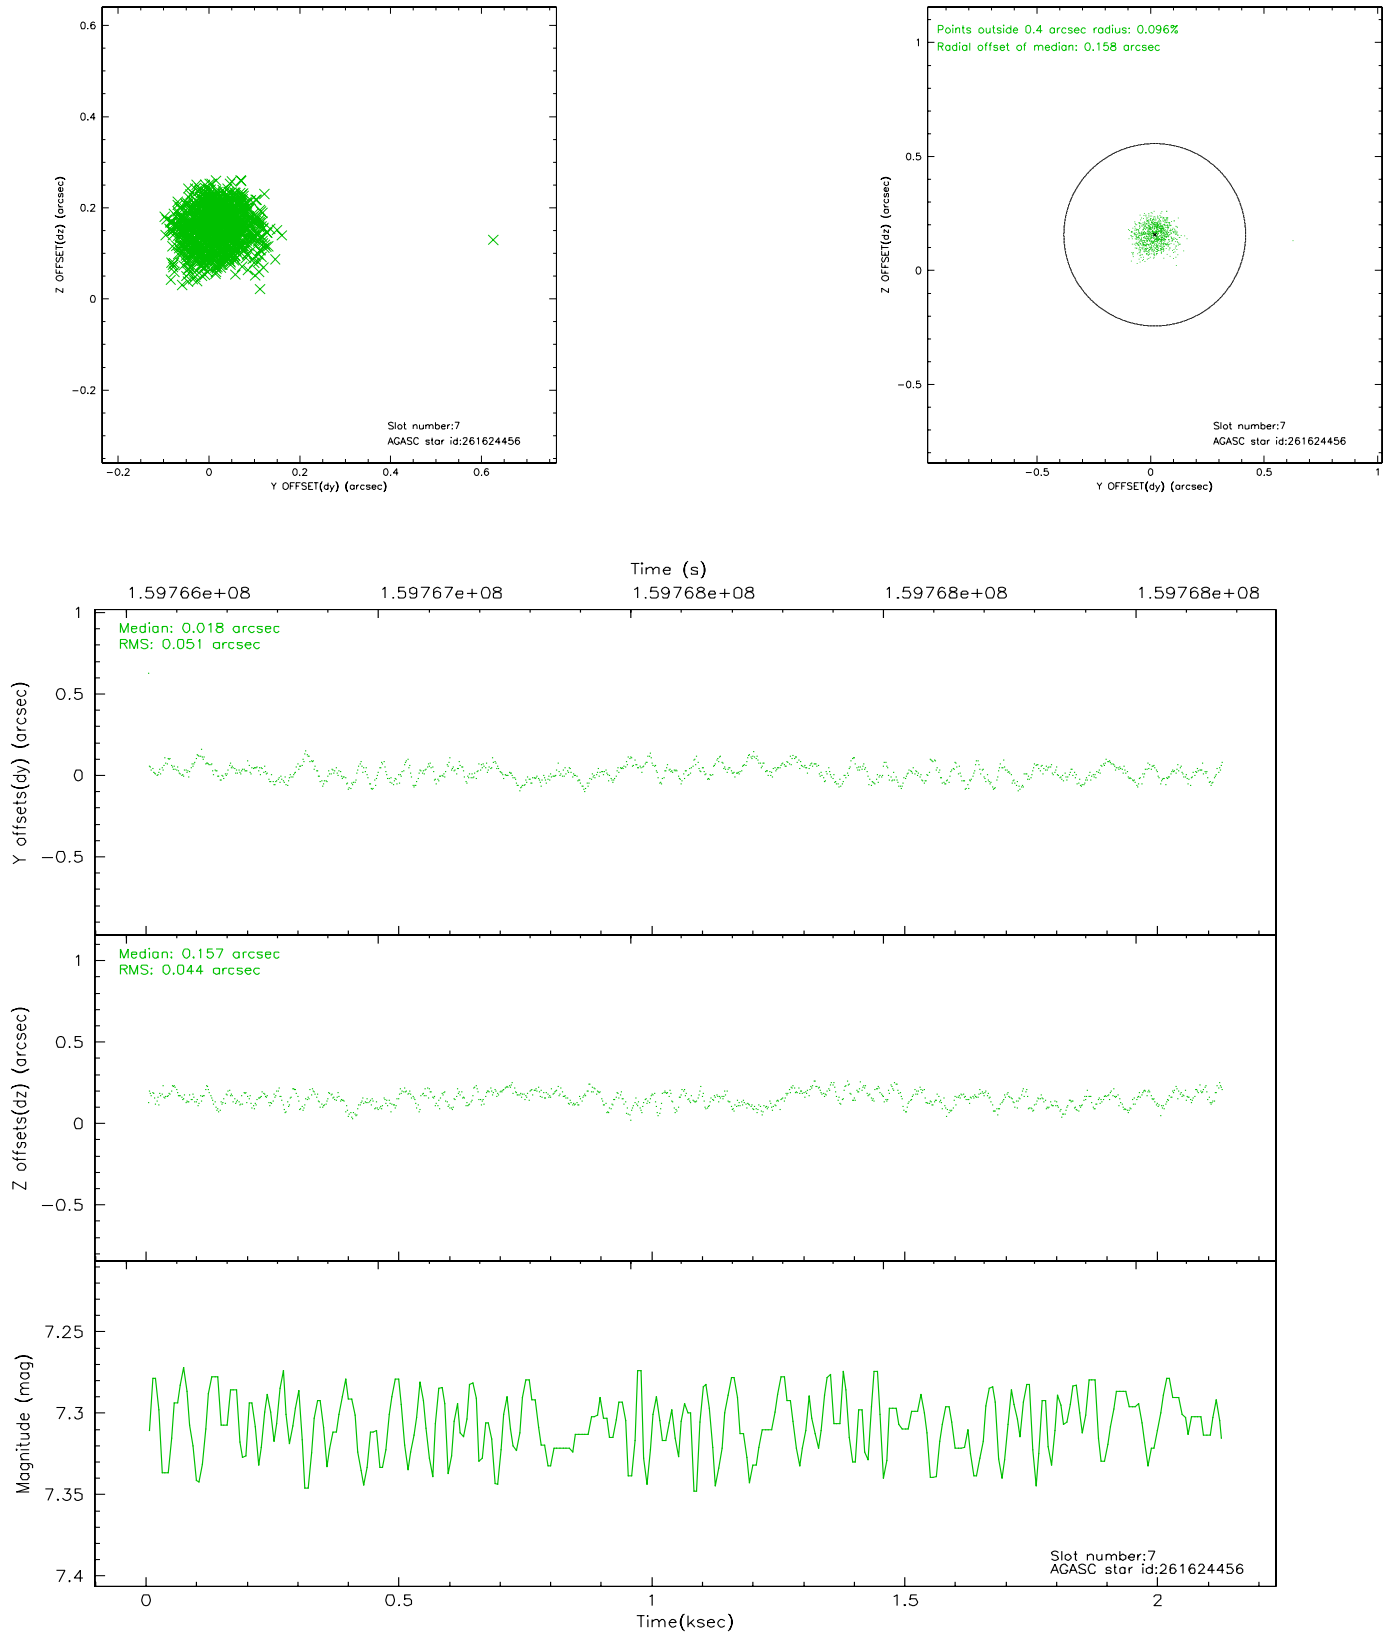 0.6
0.4
0.2
0
−0.2
Z OFFSET(dz) (arcsec)
Slot number:7
AGASC star id:261624456
−0.2 0 0.2 0.4 0.6
Y OFFSET(dy) (arcsec)
Points outside 0.4 arcsec radius: 0.096%
Radial offset of median: 0.158 arcsec
1
0.5
0
−0.5
Z OFFSET(dz) (arcsec)
Slot number:7
AGASC star id:261624456
−0.5 0 0.5 1
Y OFFSET(dy) (arcsec)
Time (s)
1.59766e+08 1.59767e+08 1.59768e+08 1.59768e+08 1.59768e+08
Median: 0.018 arcsec
RMS: 0.051 arcsec
1
0.5
0
−0.5
Y offsets(dy) (arcsec)
Median: 0.157 arcsec
RMS: 0.044 arcsec
1
0.5
0
−0.5
Z offsets(dz) (arcsec)
7.25
7.3
7.35
7.4
Magnitude (mag)
Slot number:7
AGASC star id:261624456
0 0.5 1 1.5 2
Time(ksec)